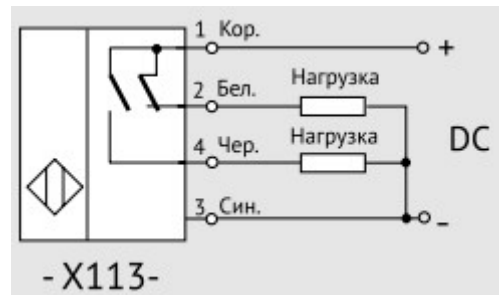 1 Кор.
+
2 Бел.
Нагрузка
4 Чер.
Нагрузка
DC
3 Син.
-
- X113-